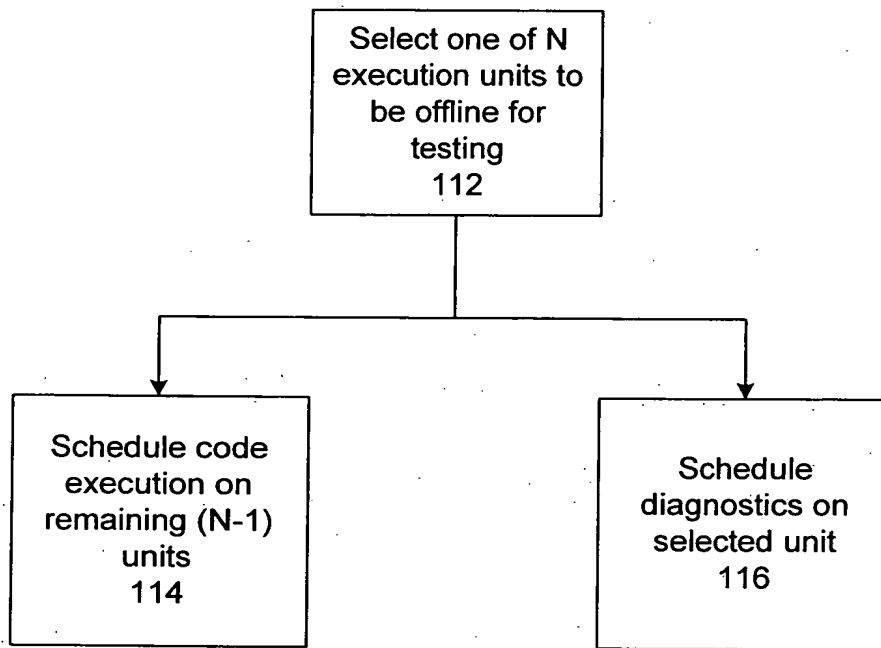 Select one of N
execution units to
be offline for
testing
112
Schedule code
execution on
remaining (N-1)
units
114
Schedule
diagnostics on
selected unit
116